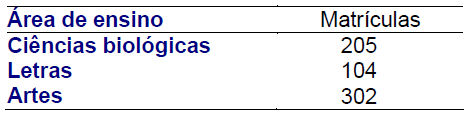 Área de ensino Matrículas
Ciências biológicas 205
Letras 104
Artes 302